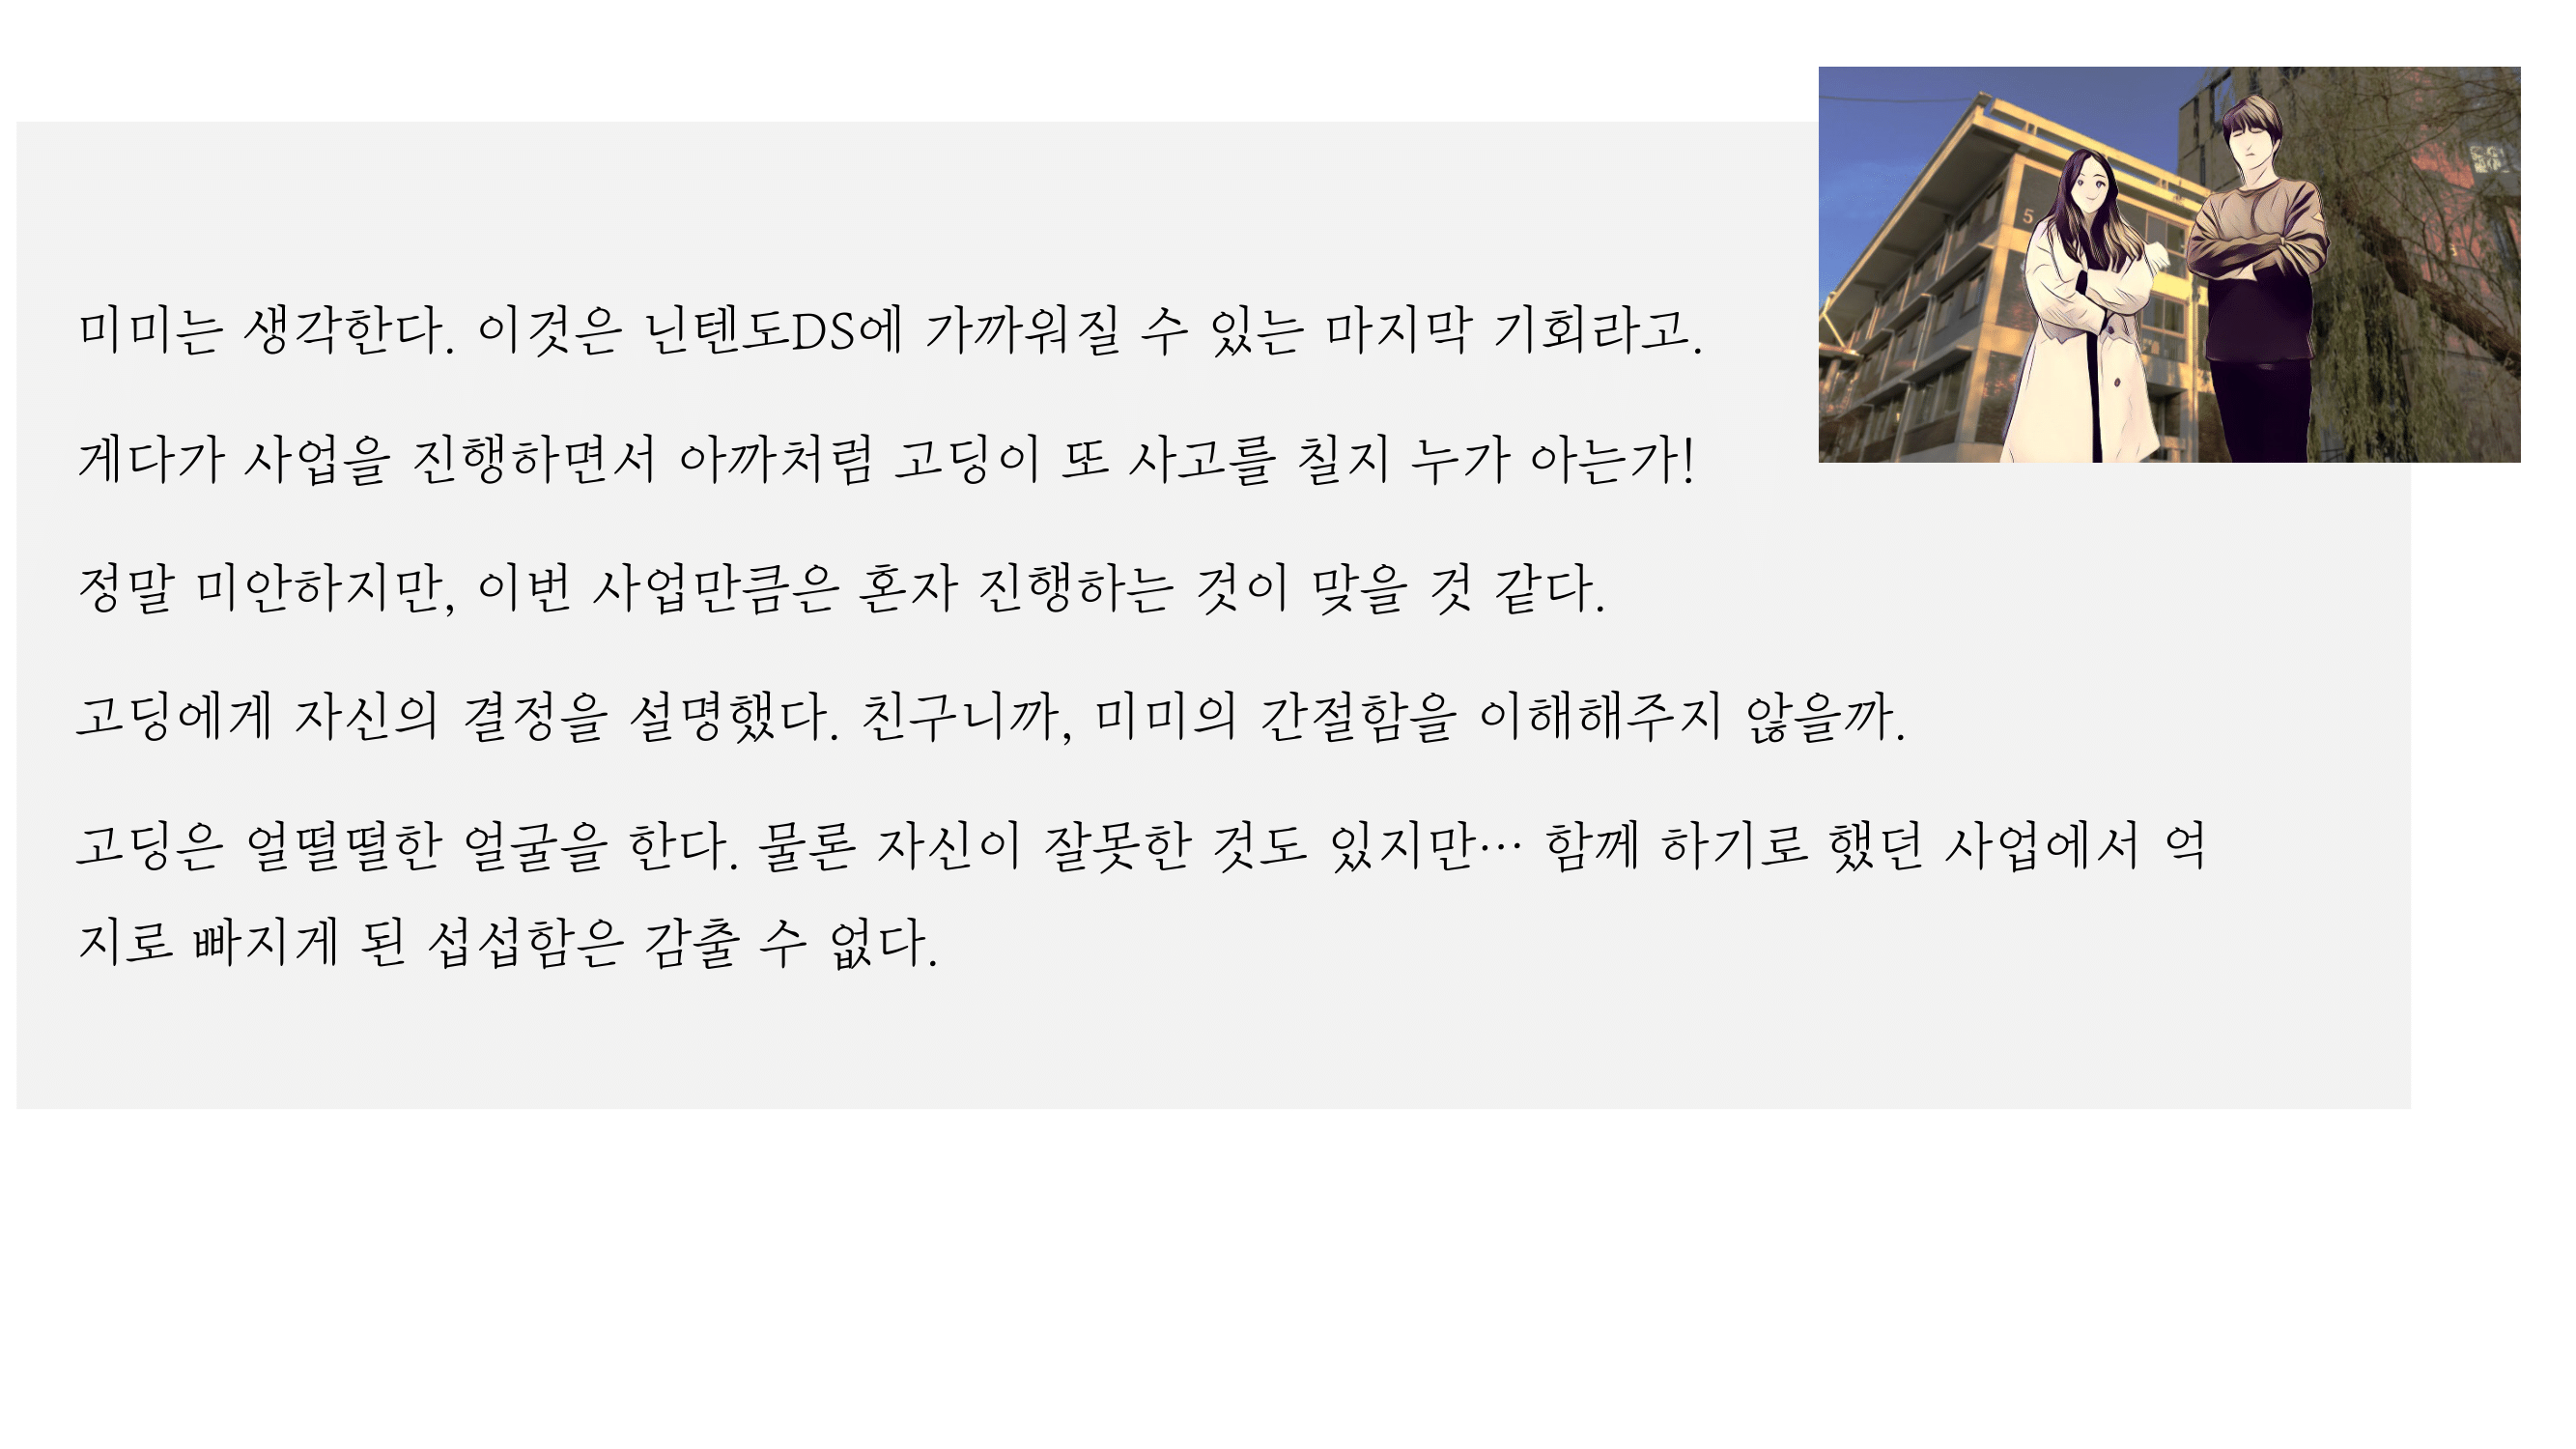 5
미미는 생각한다. 이것은 닌텐도DS에 가까워질 수 있는 마지막 기회라고.
게다가 사업을 진행하면서 아까처럼 고딩이 또 사고를 칠지 누가 아는가!
정말 미안하지만, 이번 사업만큼은 혼자 진행하는 것이 맞을 것 같다.
고딩에게 자신의 결정을 설명했다. 친구니까, 미미의 간절함을 이해해주지 않을까.
고딩은 얼떨떨한 얼굴을 한다. 물론 자신이 잘못한 것도 있지만… 함께 하기로 했던 사업에서 억
지로 빠지게 된 섭섭함은 감출 수 없다.